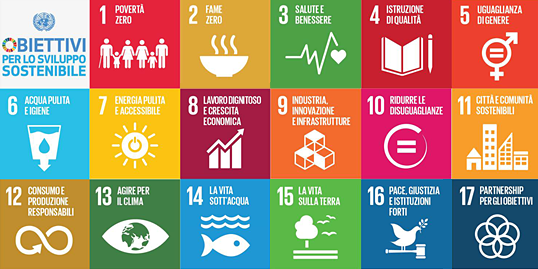 OBIETTIVI
PER LO SVILUPPO
SOSTENIBILE
1 POVERTÀ
ZERO
2 FAME
ZERO
3 SALUTE E
BENESSERE
4 ISTRUZIONE
DI QUALITÀ
5 UGUAGLIANZA
DI GENERE
6 ACQUA PULITA
E IGIENE
7 ENERGIA PULITA
E ACCESSIBILE
8 LAVORO DIGNITOSO
E CRESCITA
ECONOMICA
9 INDUSTRIA,
INNOVAZIONE
E INFRASTRUTTURE
10 RIDURRE LE
DISUGUAGLIANZE
11 CITTÀ E COMUNITÀ
SOSTENIBILI
12 CONSUMO E
PRODUZIONE
RESPONSABILI
13 AGIRE PER
IL CLIMA
14 LA VITA
SOTT'ACQUA
15 LA VITA
SULLA TERRA
16 PACE, GIUSTIZIA
E ISTITUZIONI
FORTI
17 PARTNERSHIP
PER GLI OBIETTIVI